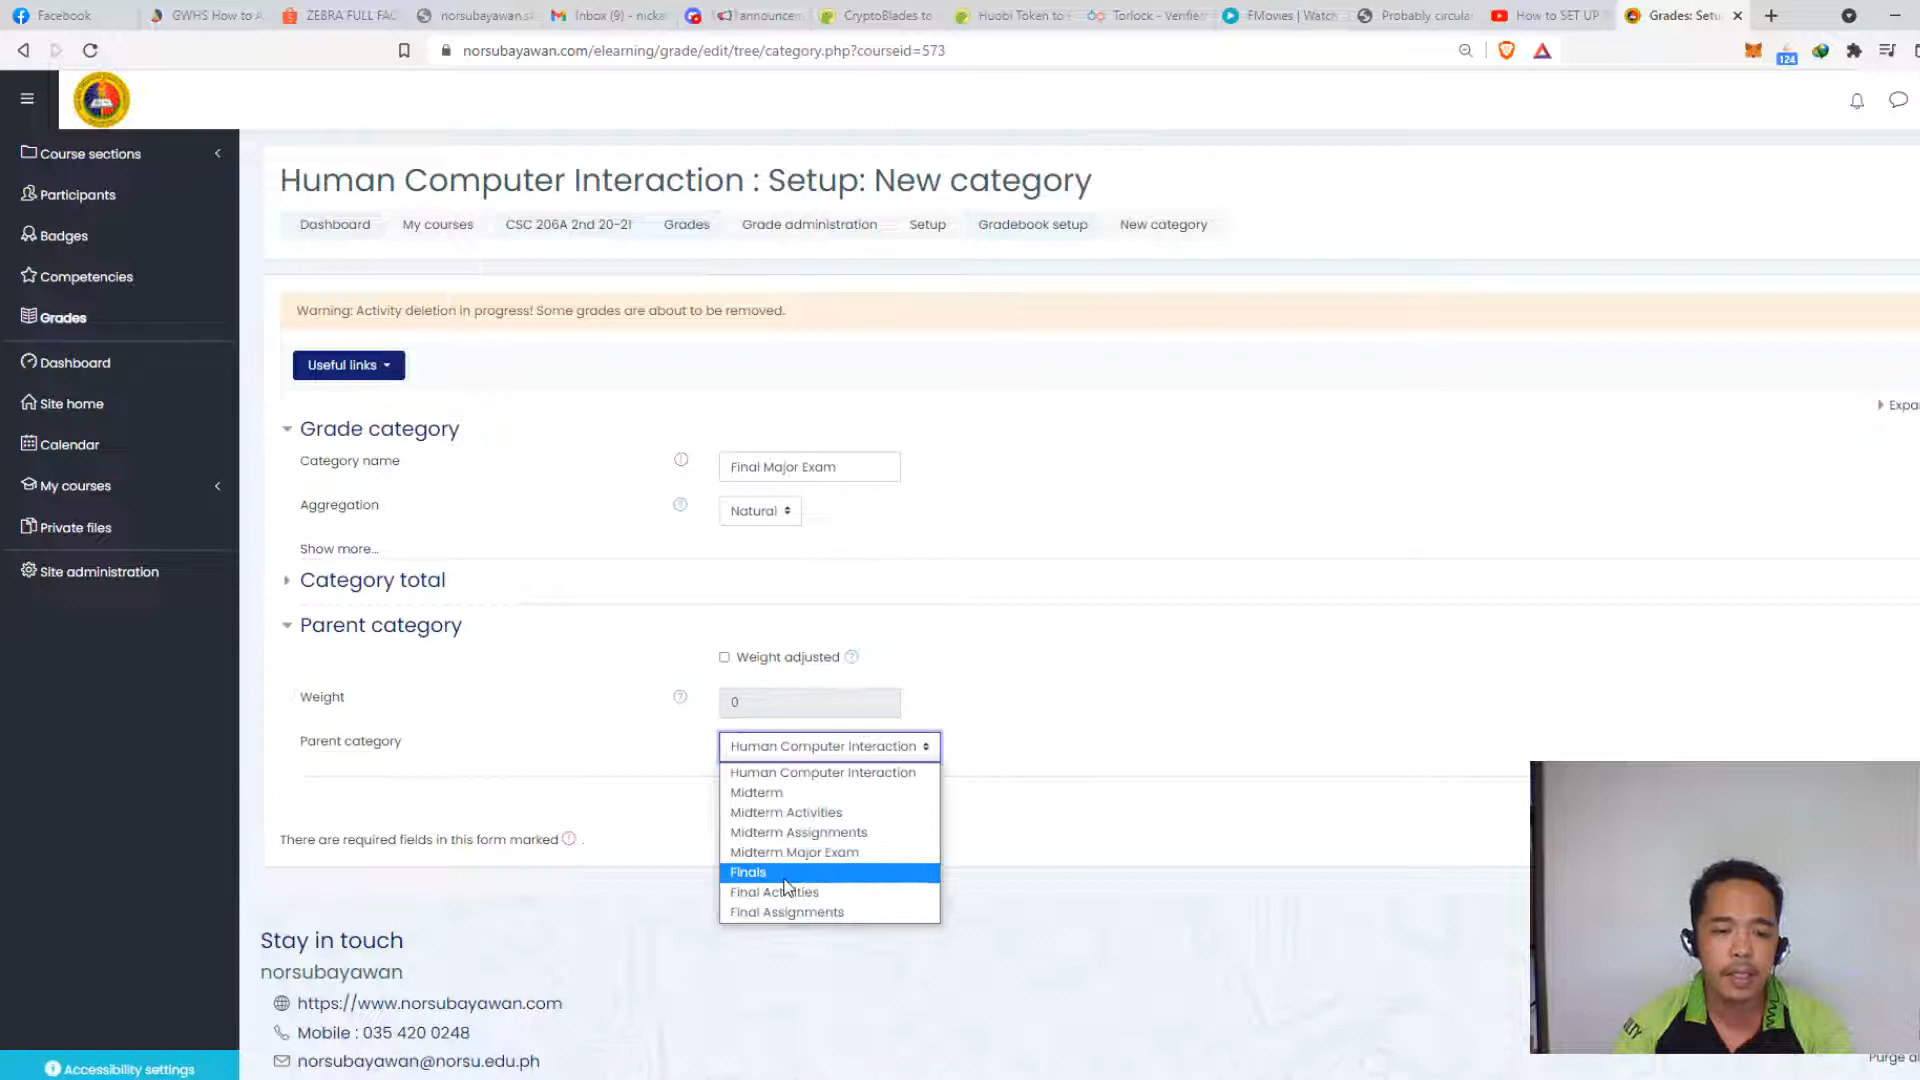 Facebook
GWHS How to A
ZEBRA FULL FAC
norsubayawan.s
Inbox (9) - nicka
announcem
CryptoBlades to
Huobi Token to
Torlock - Verifie
FMovies | Watch
Probably circula
How to SET UP
Grades: Setu
norsubayawan.com/elearning/grade/edit/tree/category.php?courseid=573
124
Course sections
Participants
Badges
Competencies
Grades
Dashboard
Site home
Calendar
My courses
Private files
Site administration
Accessibility settings
Human Computer Interaction : Setup: New category
Dashboard My courses CSC 206A 2nd 20-21 Grades Grade administration Setup Gradebook setup New category
Warning: Activity deletion in progress! Some grades are about to be removed.
Useful links
Expa
Grade category
Category name
Final Major Exam
Aggregation
Natural
Show more...
Category total
Parent category
Weight adjusted
Weight
0
Parent category
Human Computer Interaction
Human Computer Interaction
Midterm
Midterm Activities
Midterm Assignments
Midterm Major Exam
Finals
Final Activities
Final Assignments
There are required fields in this form marked .
Stay in touch
norsubayawan
https://www.norsubayawan.com
Mobile : 035 420 0248
norsubayawan@norsu.edu.ph
Purge al